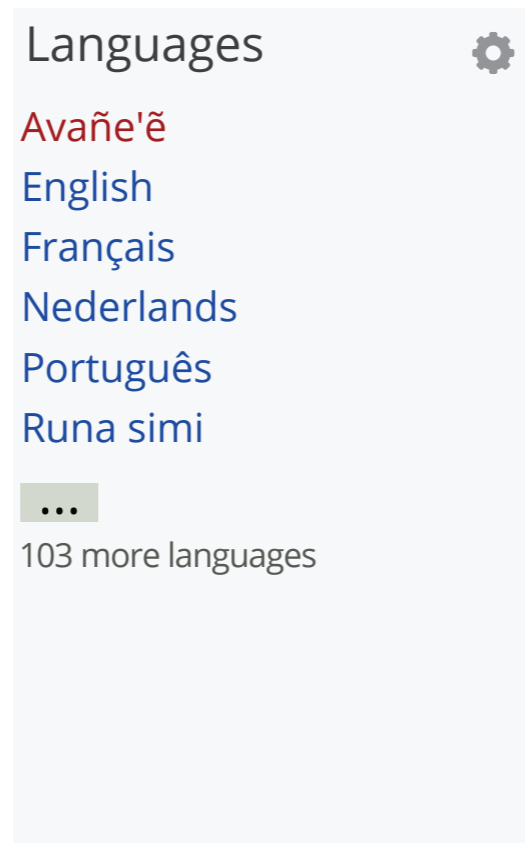 Languages
Avañe'ẽ
English
Français
Nederlands
Português
Runa simi
...
103 more languages